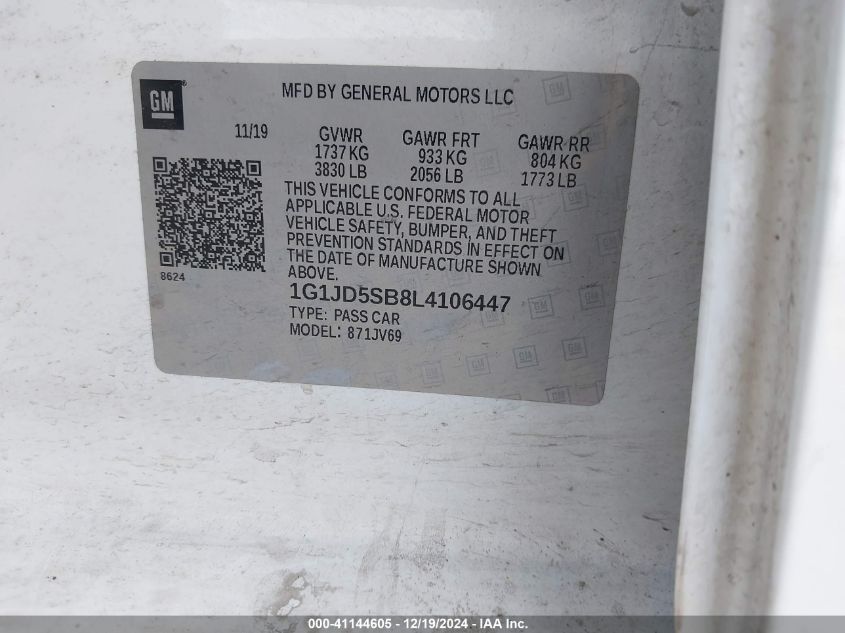 GM
MFD BY GENERAL MOTORS LLC
11/19 GVWR GAWR FRT GAWR RR
1737 KG 933 KG 804 KG
3830 LB 2056 LB 1773 LB
THIS VEHICLE CONFORMS TO ALL
APPLICABLE U.S. FEDERAL MOTOR
VEHICLE SAFETY, BUMPER, AND THEFT
PREVENTION STANDARDS IN EFFECT ON
THE DATE OF MANUFACTURE SHOWN
ABOVE.
8624
1G1JD5SB8L4106447
TYPE: PASS CAR
MODEL: 871JV69
000-41144605 - 12/19/2024 - IAA Inc.